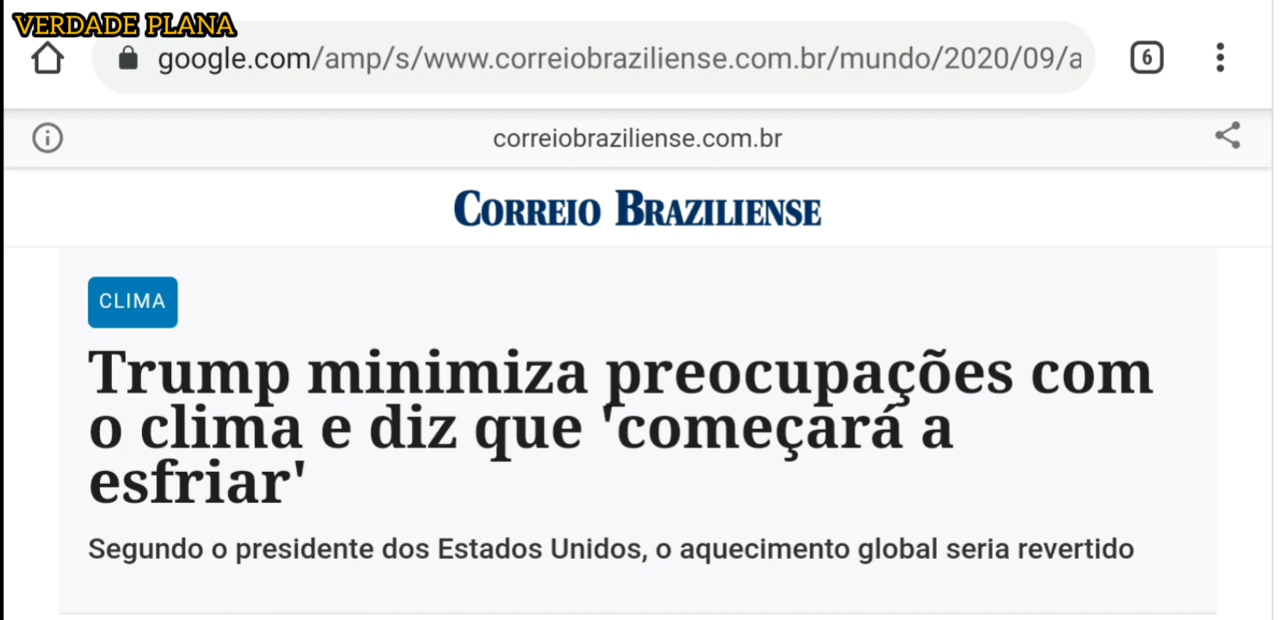 VERDADE PLANA
google.com/amp/s/www.correiobraziliense.com.br/mundo/2020/09/a
6
correiobraziliense.com.br
CORREIO BRAZILIENSE
CLIMA
Trump minimiza preocupações com
o clima e diz que 'começará a
esfriar'
Segundo o presidente dos Estados Unidos, o aquecimento global seria revertido